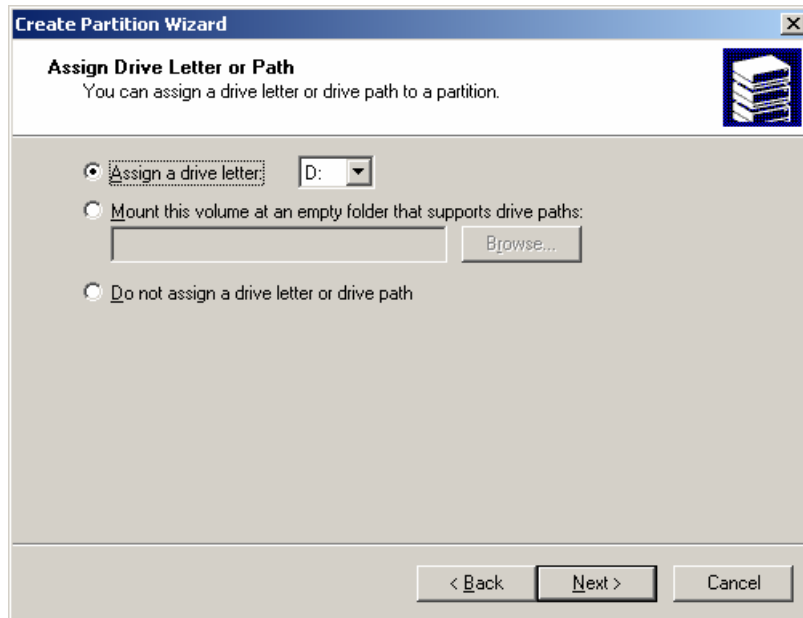 Create Partition Wizard
Assign Drive Letter or Path
You can assign a drive letter or drive path to a partition.
Assign a drive letter: D:
Mount this volume at an empty folder that supports drive paths:
Browse...
Do not assign a drive letter or drive path
< Back Next > Cancel